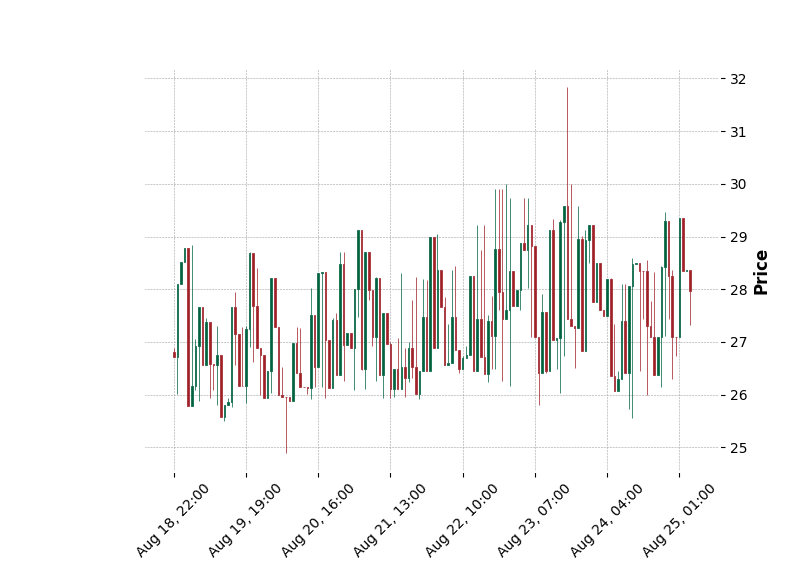 32
31
30
29
28
27
26
25
Price
Aug 18, 22:00
Aug 19, 19:00
Aug 20, 16:00
Aug 21, 13:00
Aug 22, 10:00
Aug 23, 07:00
Aug 24, 04:00
Aug 25, 01:00